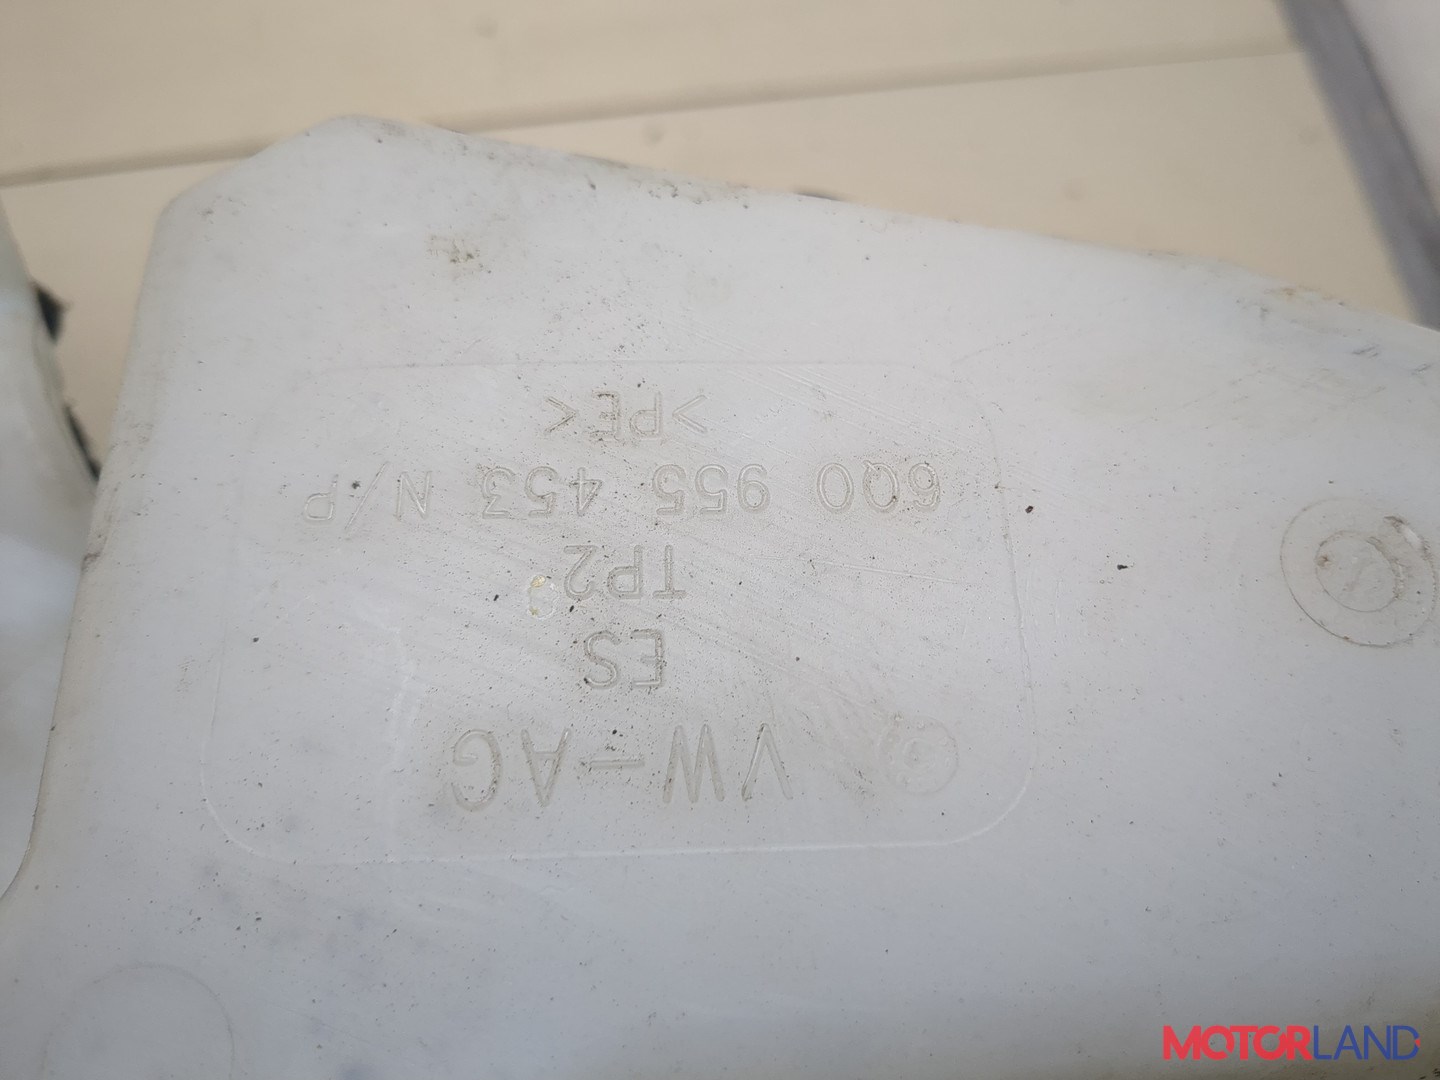 VW-AG
ES
TP2
6Q0 955 453 N/P
>PE<
MOTORLAND